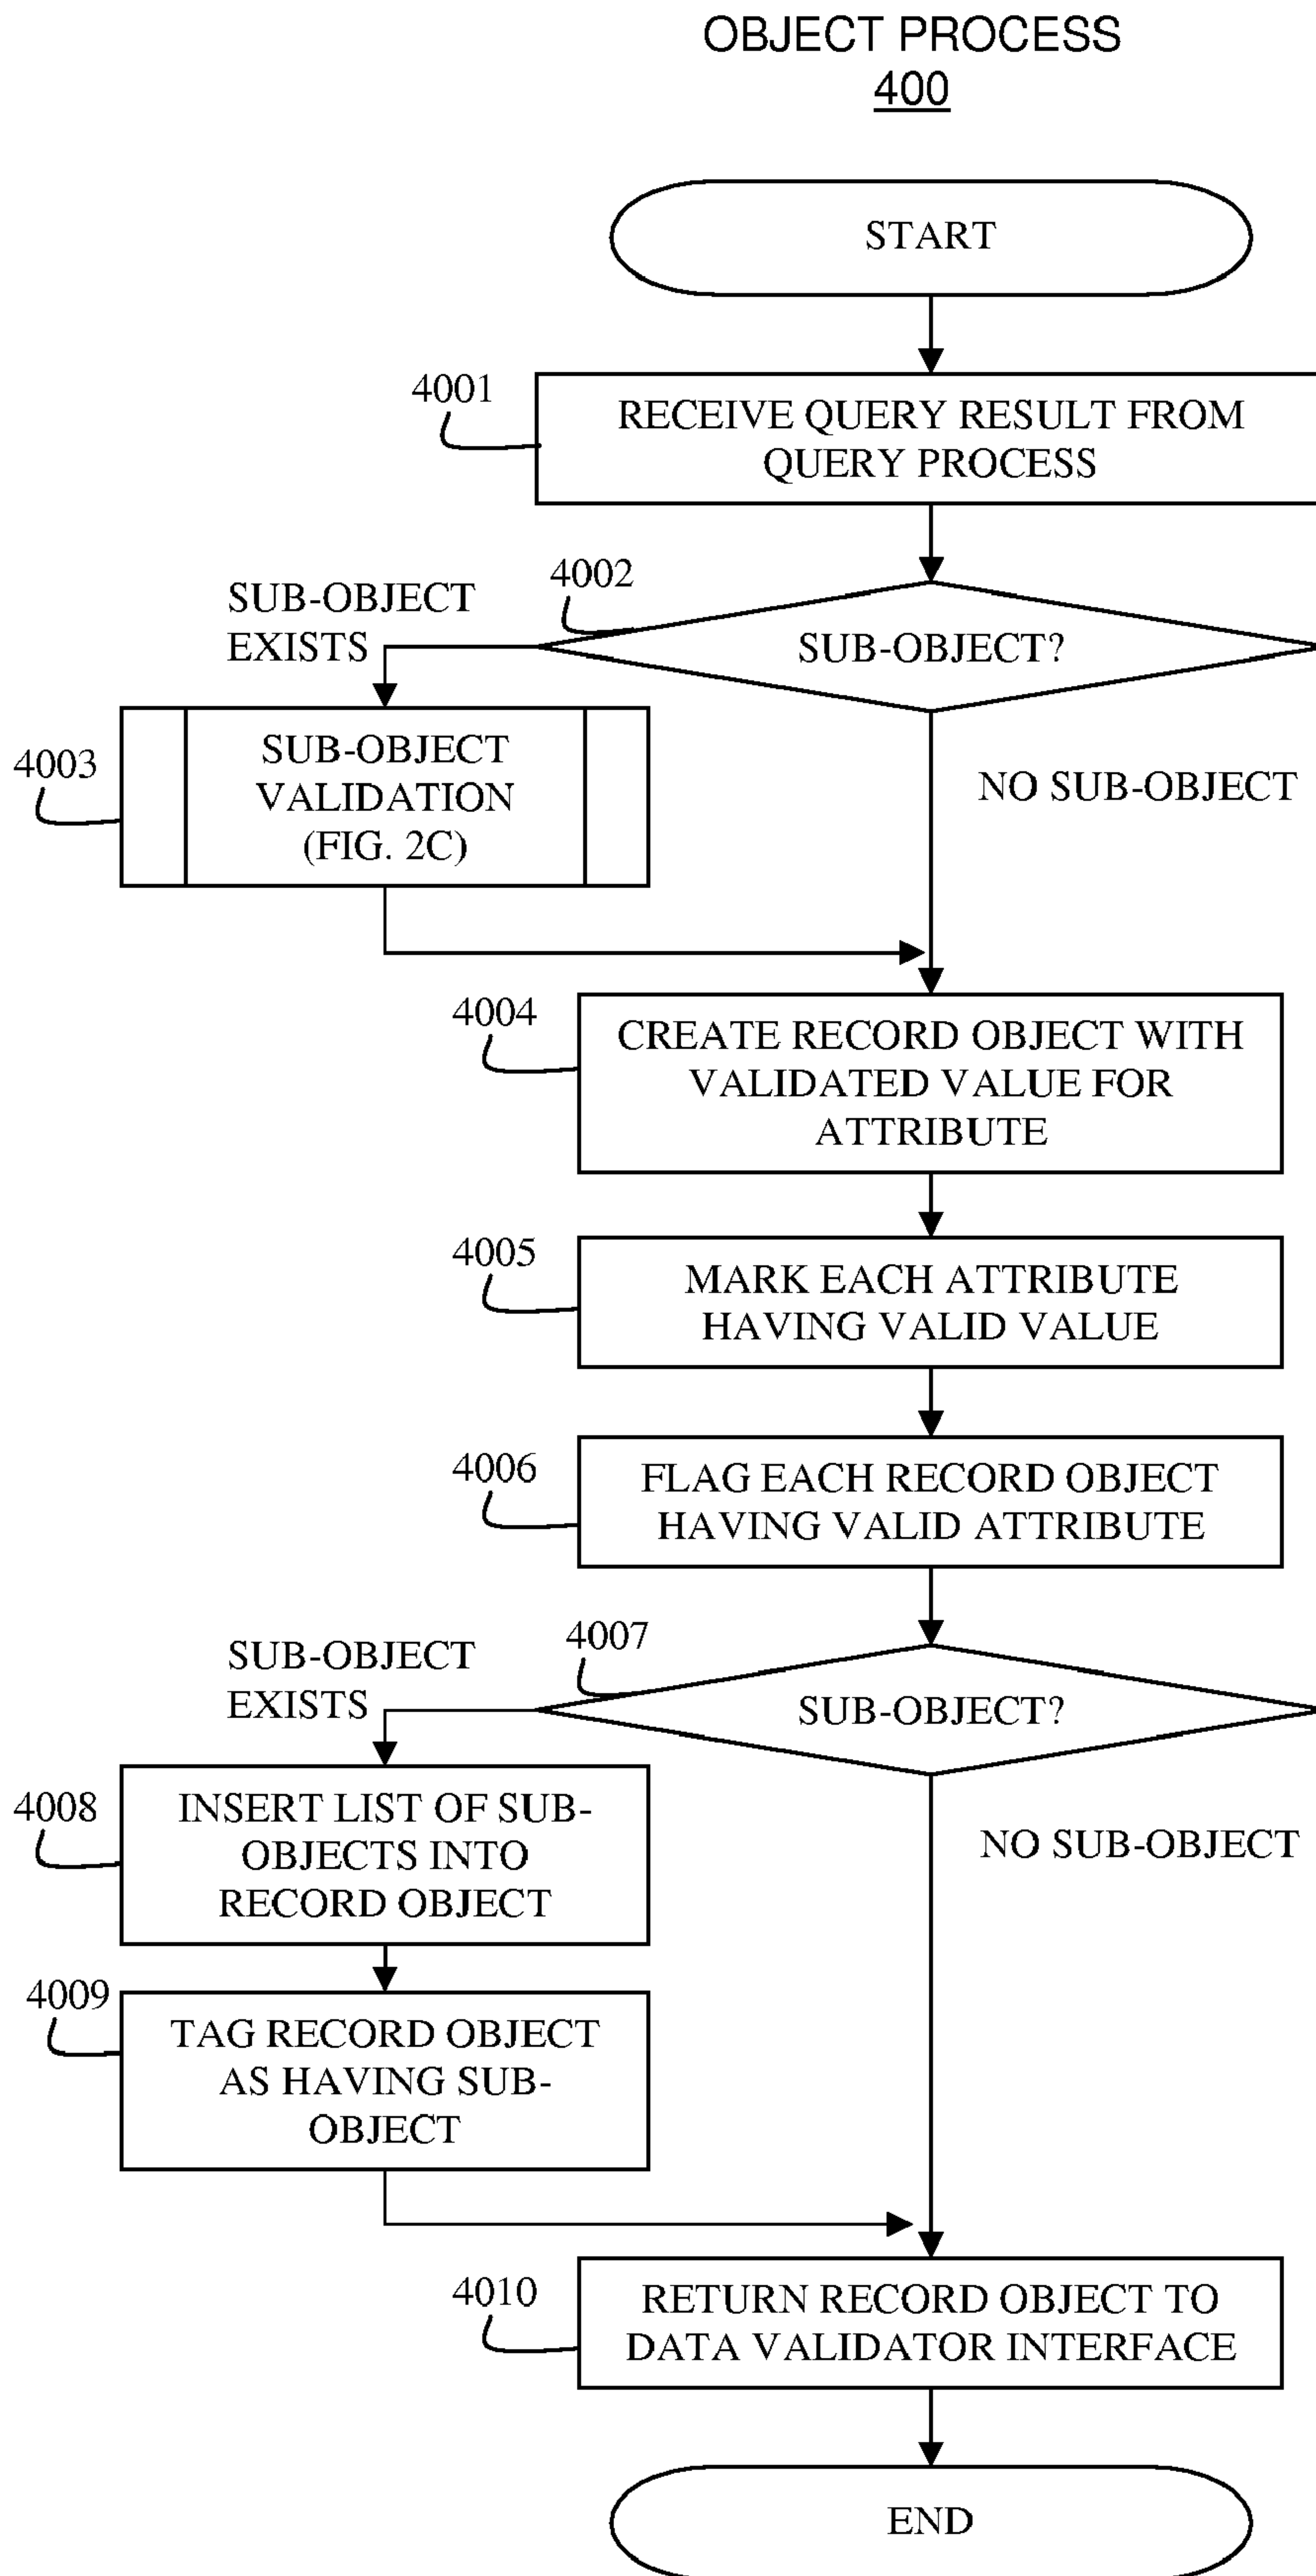 OBJECT PROCESS
400
START
4001
RECEIVE QUERY RESULT FROM
QUERY PROCESS
4002
SUB-OBJECT
EXISTS
SUB-OBJECT?
4003
SUB-OBJECT
VALIDATION
(FIG. 2C)
NO SUB-OBJECT
4004
CREATE RECORD OBJECT WITH
VALIDATED VALUE FOR
ATTRIBUTE
4005
MARK EACH ATTRIBUTE
HAVING VALID VALUE
4006
FLAG EACH RECORD OBJECT
HAVING VALID ATTRIBUTE
4007
SUB-OBJECT
EXISTS
SUB-OBJECT?
4008
INSERT LIST OF SUB-
OBJECTS INTO
RECORD OBJECT
NO SUB-OBJECT
4009
TAG RECORD OBJECT
AS HAVING SUB-
OBJECT
4010
RETURN RECORD OBJECT TO
DATA VALIDATOR INTERFACE
END